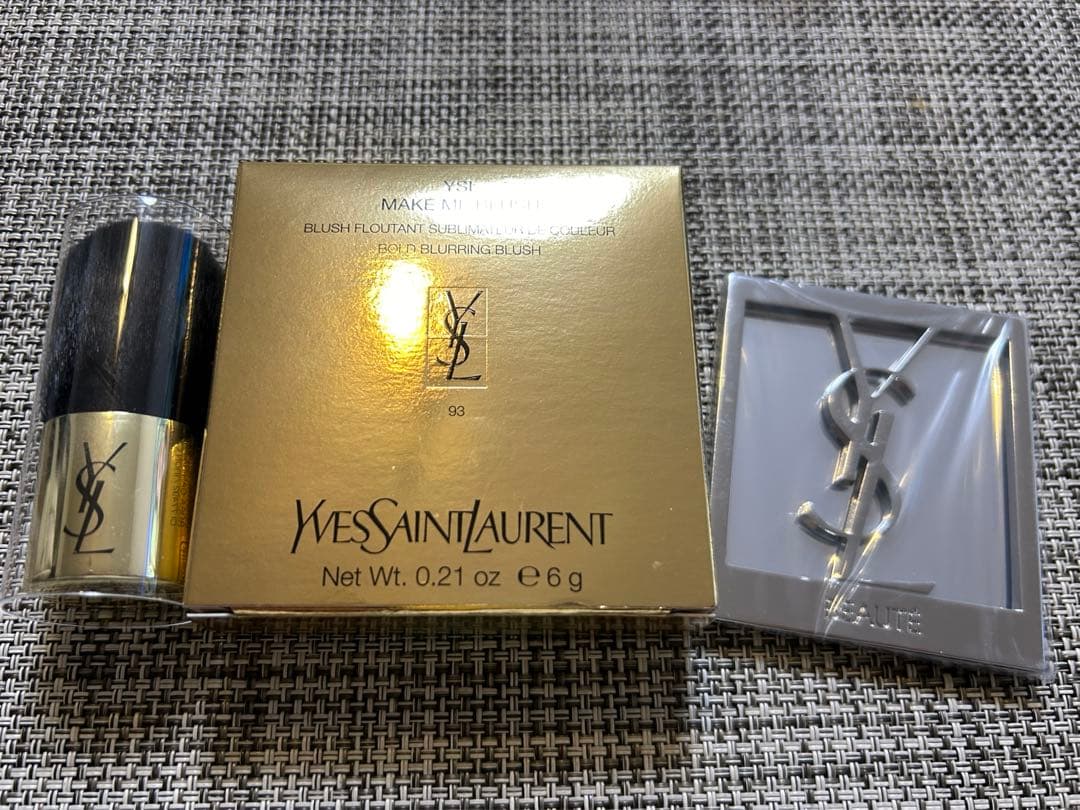 YSL
MAKE ME BLUSH
BLUSH FLOUTANT SUBLIMATEUR DE COULEUR
BOLD BLURRING BLUSH
YSL
93
YVESSAINTLAURENT
Net Wt. 0.21 oz ℮ 6 g
YSL
YSL
BEAUTÉ